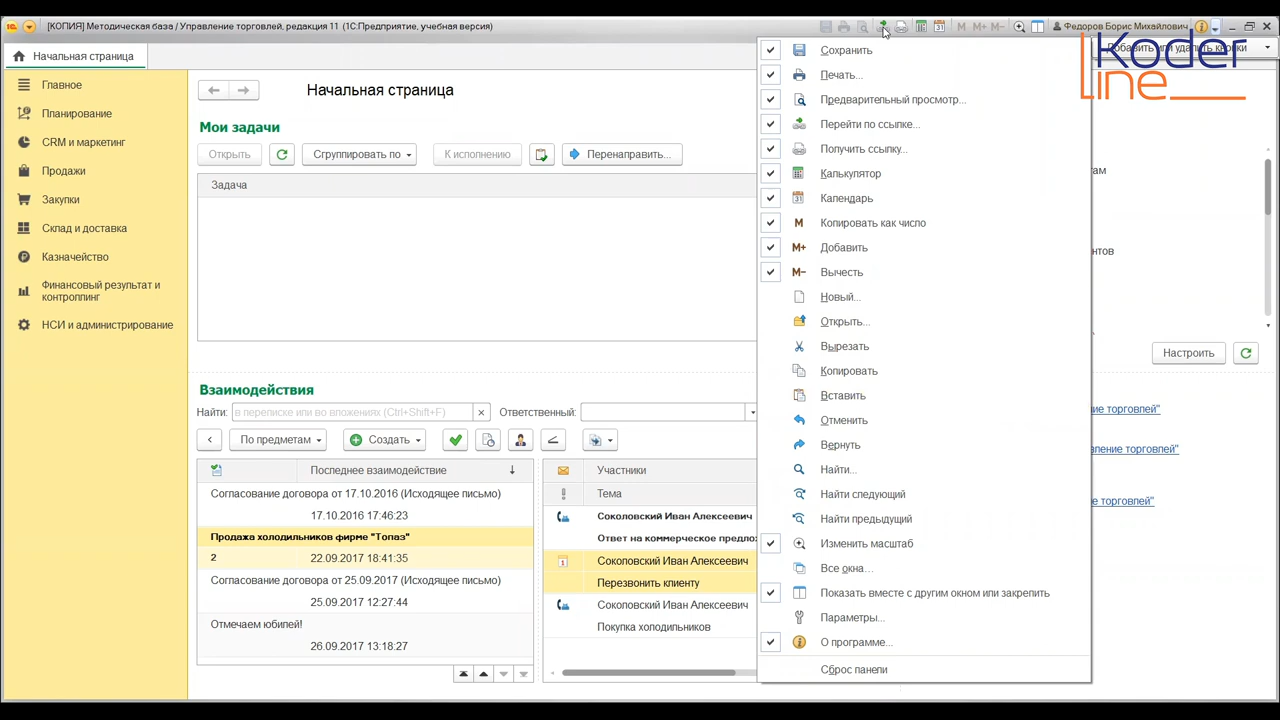 [КОПИЯ] Методическая база / Управление торговлей, редакция 11 (1С:Предприятие, учебная версия)
M M+ M−
Федоров Борис Михайлович
Начальная страница
Добавить или удалить кнопки
Koder
line
Главное
Планирование
CRM и маркетинг
Продажи
Закупки
Склад и доставка
Казначейство
Финансовый результат и
контроллинг
НСИ и администрирование
Начальная страница
Мои задачи
Открыть
Сгруппировать по
К исполнению
Перенаправить...
Задача
Взаимодействия
Найти:
в переписке или во вложениях (Ctrl+Shift+F)
Ответственный:
По предметам
Создать
Последнее взаимодействие
Согласование договора от 17.10.2016 (Исходящее письмо)
17.10.2016 17:46:23
Продажа холодильников фирме "Топаз"
2
22.09.2017 18:41:35
Согласование договора от 25.09.2017 (Исходящее письмо)
25.09.2017 12:27:44
Отмечаем юбилей!
26.09.2017 13:18:27
Участники
Тема
Соколовский Иван Алексеевич
Ответ на коммерческое предло
Соколовский Иван Алексеевич
Перезвонить клиенту
Соколовский Иван Алексеевич
Покупка холодильников
Сохранить
Печать...
Предварительный просмотр...
Перейти по ссылке...
Получить ссылку...
Калькулятор
31 Календарь
M Копировать как число
M+ Добавить
M− Вычесть
Новый...
Открыть...
Вырезать
Копировать
Вставить
Отменить
Вернуть
Найти...
Найти следующий
Найти предыдущий
Изменить масштаб
Все окна...
Показать вместе с другим окном или закрепить
Параметры...
О программе...
Сброс панели
ам
нтов
Настроить
ие торговлей"
вление торговлей"
е торговлей"